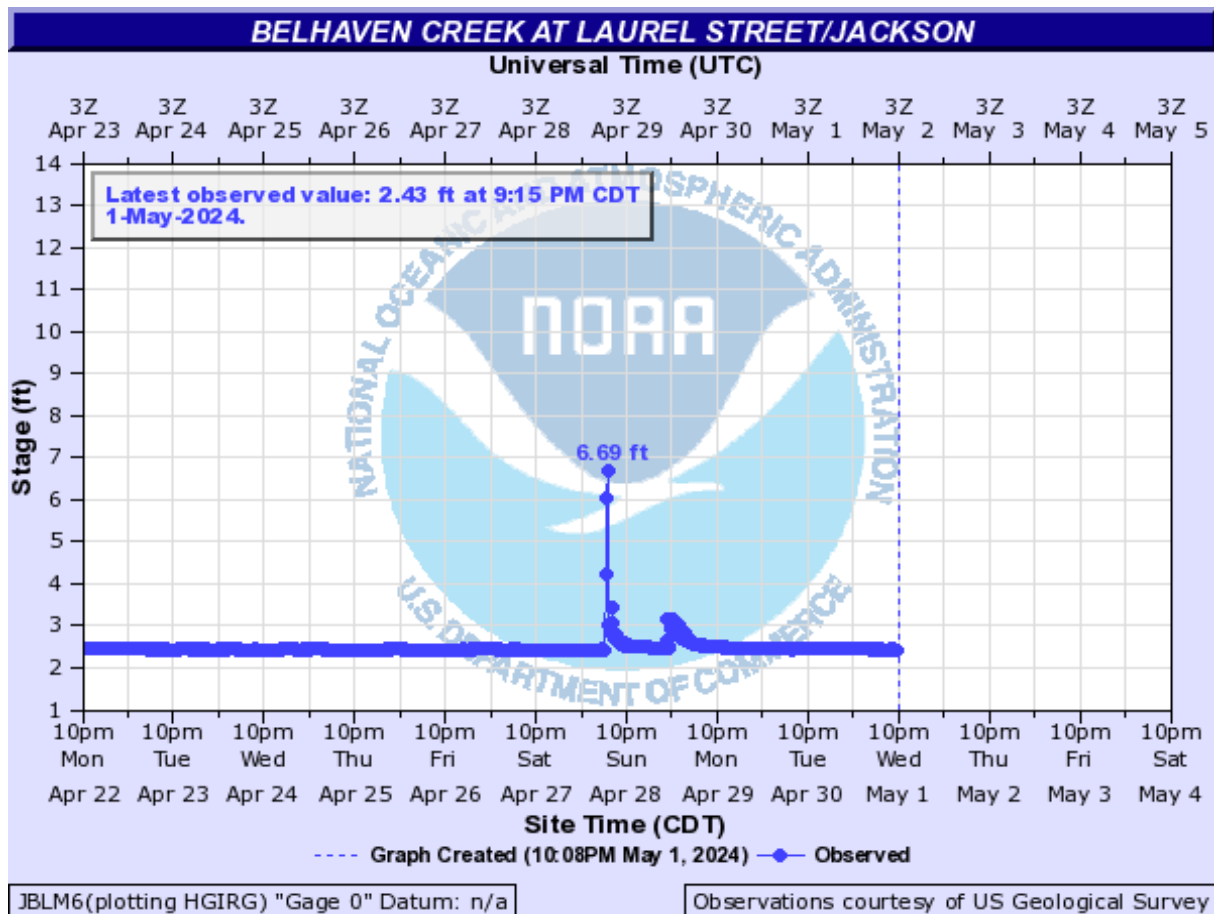 BELHAVEN CREEK AT LAUREL STREET/JACKSON
Universal Time (UTC)
3Z 3Z 3Z 3Z 3Z 3Z 3Z 3Z 3Z 3Z 3Z 3Z 3Z
Apr 23 Apr 24 Apr 25 Apr 26 Apr 27 Apr 28 Apr 29 Apr 30 May 1 May 2 May 3 May 4 May 5
14
Latest observed value: 2.43 ft at 9:15 PM CDT
1-May-2024.
13
12
11
10
9
8
7
6
5
4
3
2
1
Stage (ft)
NATIONAL OCEANIC AND ATMOSPHERIC ADMINISTRATION
NOAA
U.S. DEPARTMENT OF COMMERCE
6.69 ft
10pm 10pm 10pm 10pm 10pm 10pm 10pm 10pm 10pm 10pm 10pm 10pm 10pm
Mon Tue Wed Thu Fri Sat Sun Mon Tue Wed Thu Fri Sat
Apr 22 Apr 23 Apr 24 Apr 25 Apr 26 Apr 27 Apr 28 Apr 29 Apr 30 May 1 May 2 May 3 May 4
Site Time (CDT)
Graph Created (10:08PM May 1, 2024) Observed
JBLM6(plotting HGIRG) "Gage 0" Datum: n/a
Observations courtesy of US Geological Survey